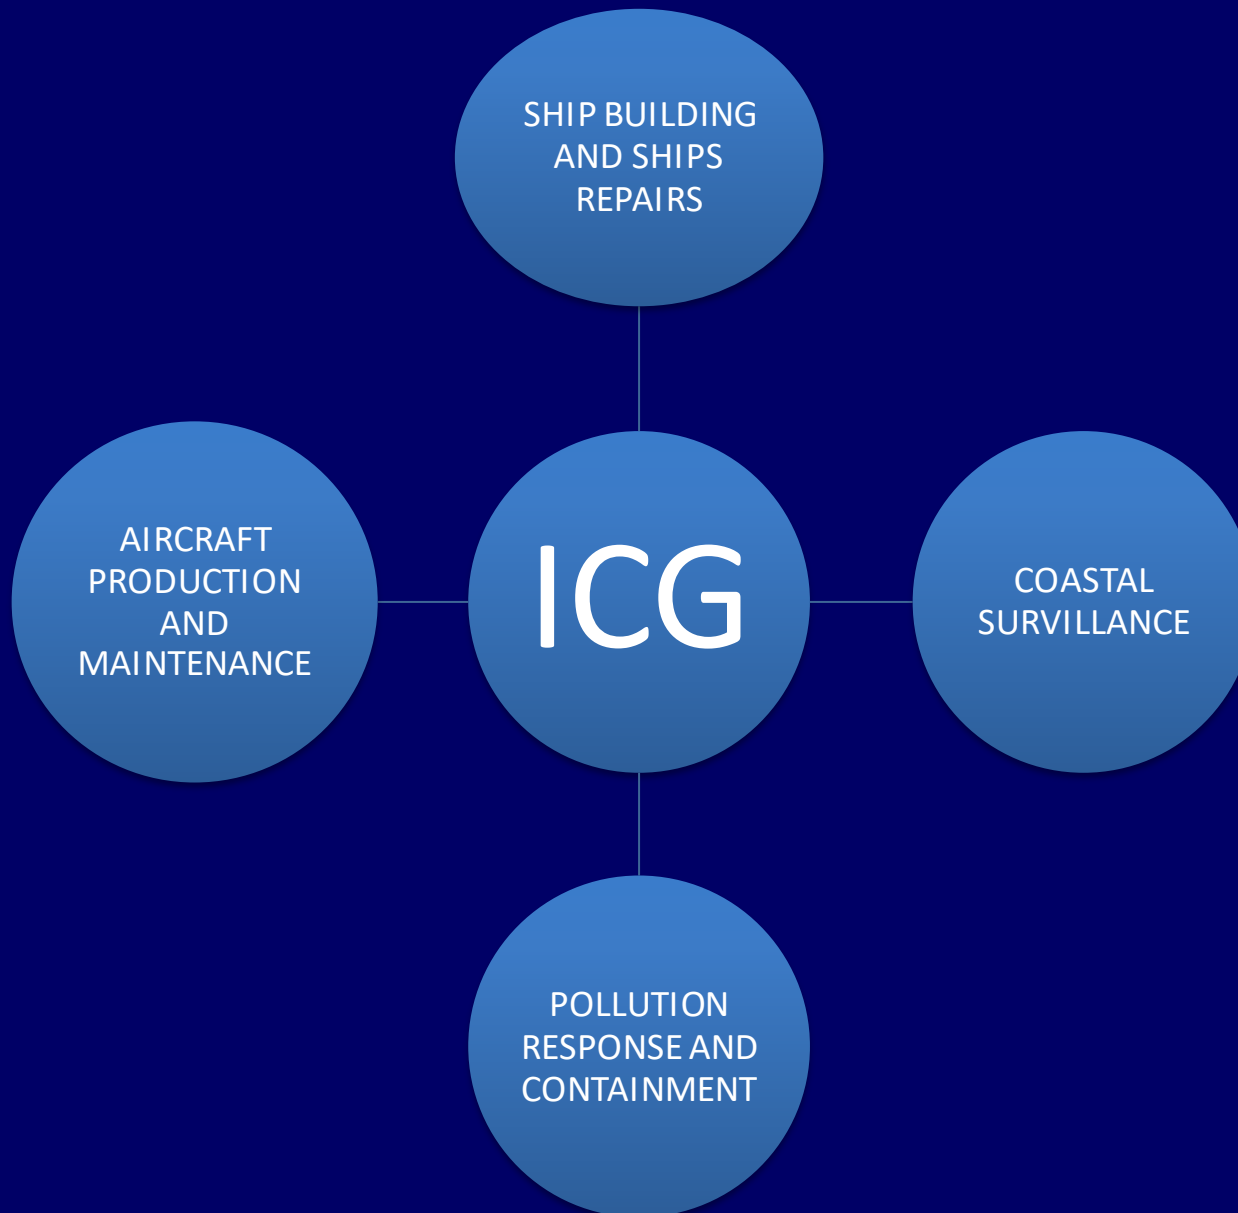 SHIP BUILDING
AND SHIPS
REPAIRS
AIRCRAFT
PRODUCTION
AND
MAINTENANCE
ICG
COASTAL
SURVILLANCE
POLLUTION
RESPONSE AND
CONTAINMENT